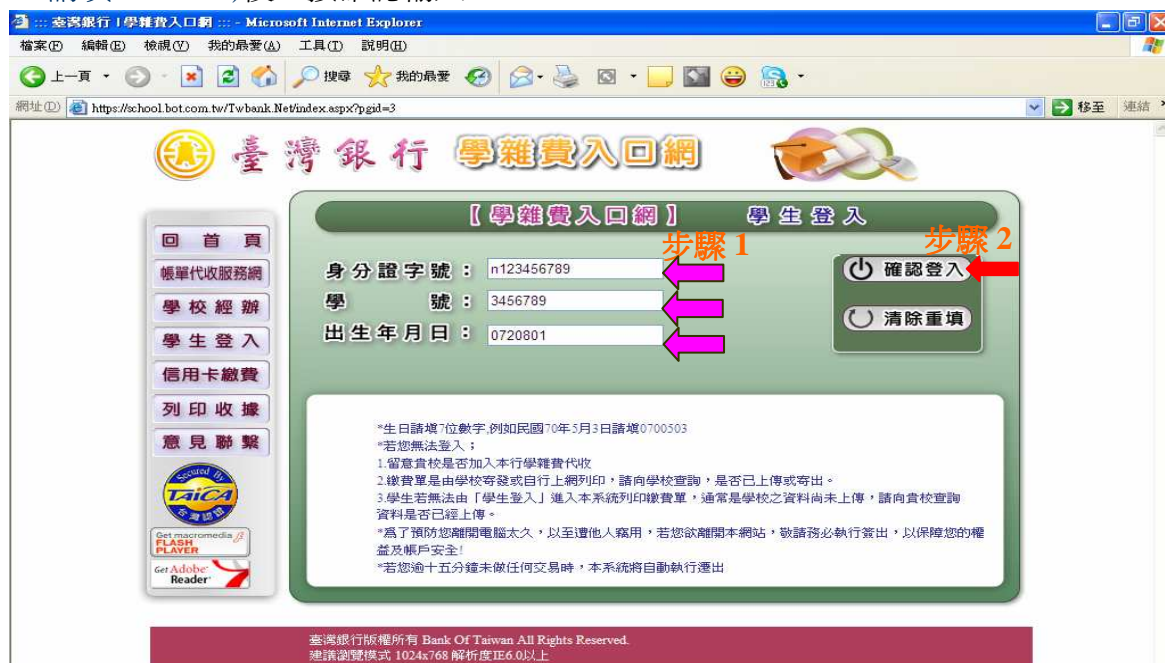 ::: 臺灣銀行 | 學雜費入口網 ::: - Microsoft Internet Explorer
檔案(F) 編輯(E) 檢視(V) 我的最愛(A) 工具(T) 說明(H)
上一頁 搜尋 我的最愛
網址(D) https://school.bot.com.tw/Twbank.Net/index.aspx?pgid=3 移至 連結
臺灣銀行 學雜費入口網
【學雜費入口網】 學生登入
步驟 1
步驟 2
回首頁
帳單代收服務網
學校經辦
學生登入
信用卡繳費
列印收據
意見聯繫
Secured By
TAiCA
台灣認證
Get macromedia
FLASH
PLAYER
Get Adobe
Reader
身分證字號: n123456789
學號: 3456789
出生年月日: 0720801
確認登入
清除重填
*生日請填7位數字,例如民國70年5月3日請填0700503
*若您無法登入;
1.留意貴校是否加入本行學雜費代收
2.繳費單是由學校寄發或自行上網列印,請向學校查詢,是否已上傳或寄出。
3.學生若無法由「學生登入」進入本系統列印繳費單,通常是學校之資料尚未上傳,請向貴校查詢
資料是否已經上傳。
*為了預防您離開電腦太久,以至遭他人竊用,若您欲離開本網站,敬請務必執行簽出,以保障您的權
益及帳戶安全!
*若您逾十五分鐘未做任何交易時,本系統將自動執行簽出
臺灣銀行版權所有 Bank Of Taiwan All Rights Reserved.
建議瀏覽模式 1024x768 解析度IE6.0以上